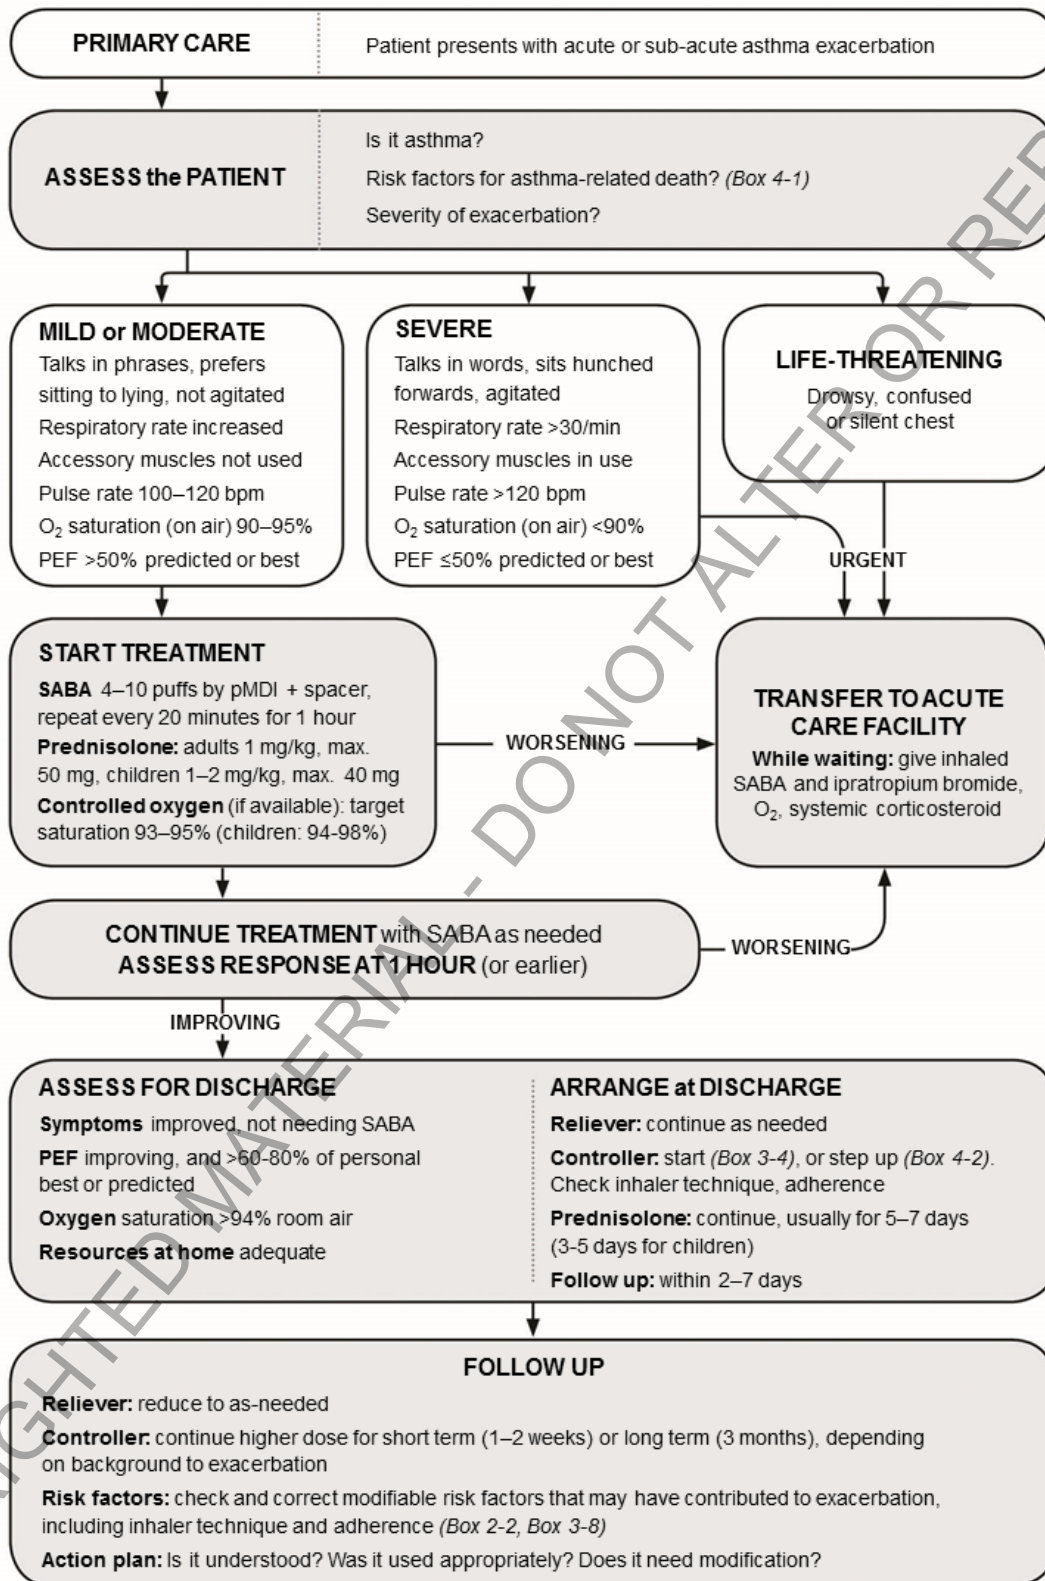 PRIMARY CARE
Patient presents with acute or sub-acute asthma exacerbation
ASSESS the PATIENT
Is it asthma?
Risk factors for asthma-related death? (Box 4-1)
Severity of exacerbation?
MILD or MODERATE
Talks in phrases, prefers
sitting to lying, not agitated
Respiratory rate increased
Accessory muscles not used
Pulse rate 100–120 bpm
O₂ saturation (on air) 90–95%
PEF >50% predicted or best
SEVERE
Talks in words, sits hunched
forwards, agitated
Respiratory rate >30/min
Accessory muscles in use
Pulse rate >120 bpm
O₂ saturation (on air) <90%
PEF ≤50% predicted or best
LIFE-THREATENING
Drowsy, confused
or silent chest
URGENT
START TREATMENT
SABA 4–10 puffs by pMDI + spacer,
repeat every 20 minutes for 1 hour
Prednisolone: adults 1 mg/kg, max.
50 mg, children 1–2 mg/kg, max. 40 mg
Controlled oxygen (if available): target
saturation 93–95% (children: 94-98%)
WORSENING
TRANSFER TO ACUTE
CARE FACILITY
While waiting: give inhaled
SABA and ipratropium bromide,
O₂, systemic corticosteroid
CONTINUE TREATMENT with SABA as needed
ASSESS RESPONSE AT 1 HOUR (or earlier)
WORSENING
IMPROVING
ASSESS FOR DISCHARGE
Symptoms improved, not needing SABA
PEF improving, and >60-80% of personal
best or predicted
Oxygen saturation >94% room air
Resources at home adequate
ARRANGE at DISCHARGE
Reliever: continue as needed
Controller: start (Box 3-4), or step up (Box 4-2).
Check inhaler technique, adherence
Prednisolone: continue, usually for 5–7 days
(3-5 days for children)
Follow up: within 2–7 days
FOLLOW UP
Reliever: reduce to as-needed
Controller: continue higher dose for short term (1–2 weeks) or long term (3 months), depending
on background to exacerbation
Risk factors: check and correct modifiable risk factors that may have contributed to exacerbation,
including inhaler technique and adherence (Box 2-2, Box 3-8)
Action plan: Is it understood? Was it used appropriately? Does it need modification?
RIGHTED MATERIAL - DO NOT ALTER OR REP